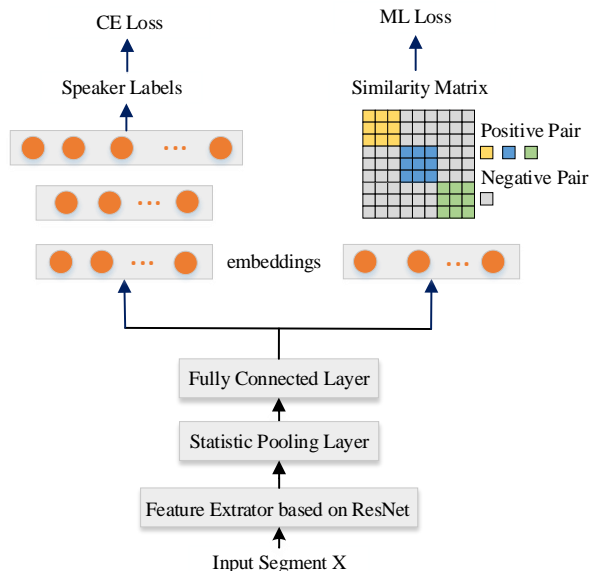 CE Loss
ML Loss
Speaker Labels
Similarity Matrix
Positive Pair
Negative Pair
embeddings
Fully Connected Layer
Statistic Pooling Layer
Feature Extrator based on ResNet
Input Segment X